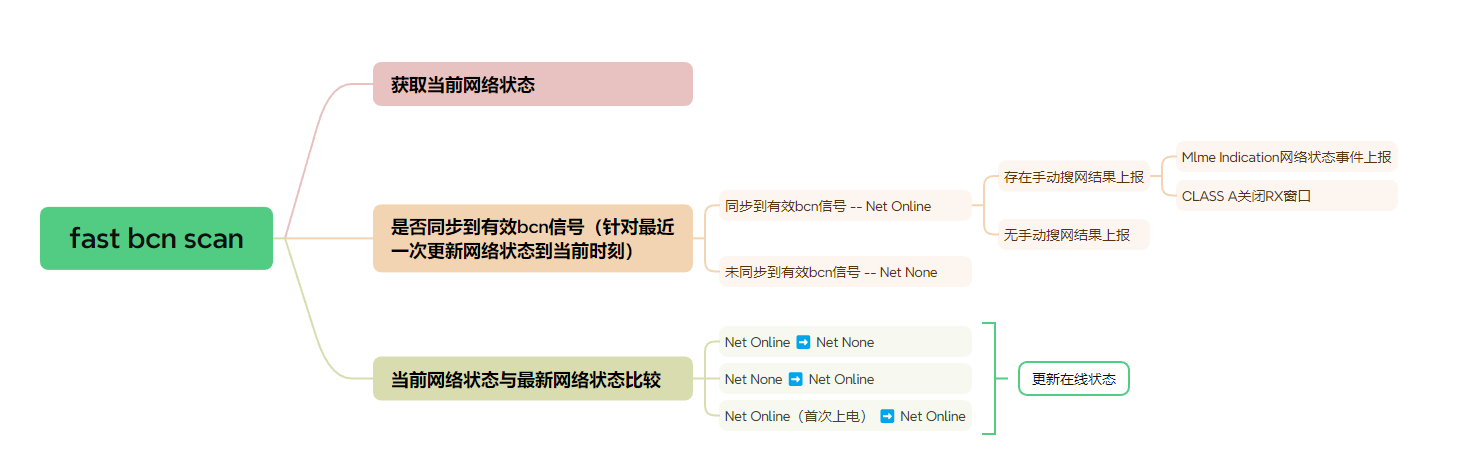 fast bcn scan
获取当前网络状态
是否同步到有效bcn信号（针对最近
一次更新网络状态到当前时刻）
同步到有效bcn信号 -- Net Online
存在手动搜网结果上报
Mlme Indication网络状态事件上报
CLASS A关闭RX窗口
无手动搜网结果上报
未同步到有效bcn信号 -- Net None
当前网络状态与最新网络状态比较
Net Online ➡ Net None
Net None ➡ Net Online
Net Online（首次上电） ➡ Net Online
更新在线状态